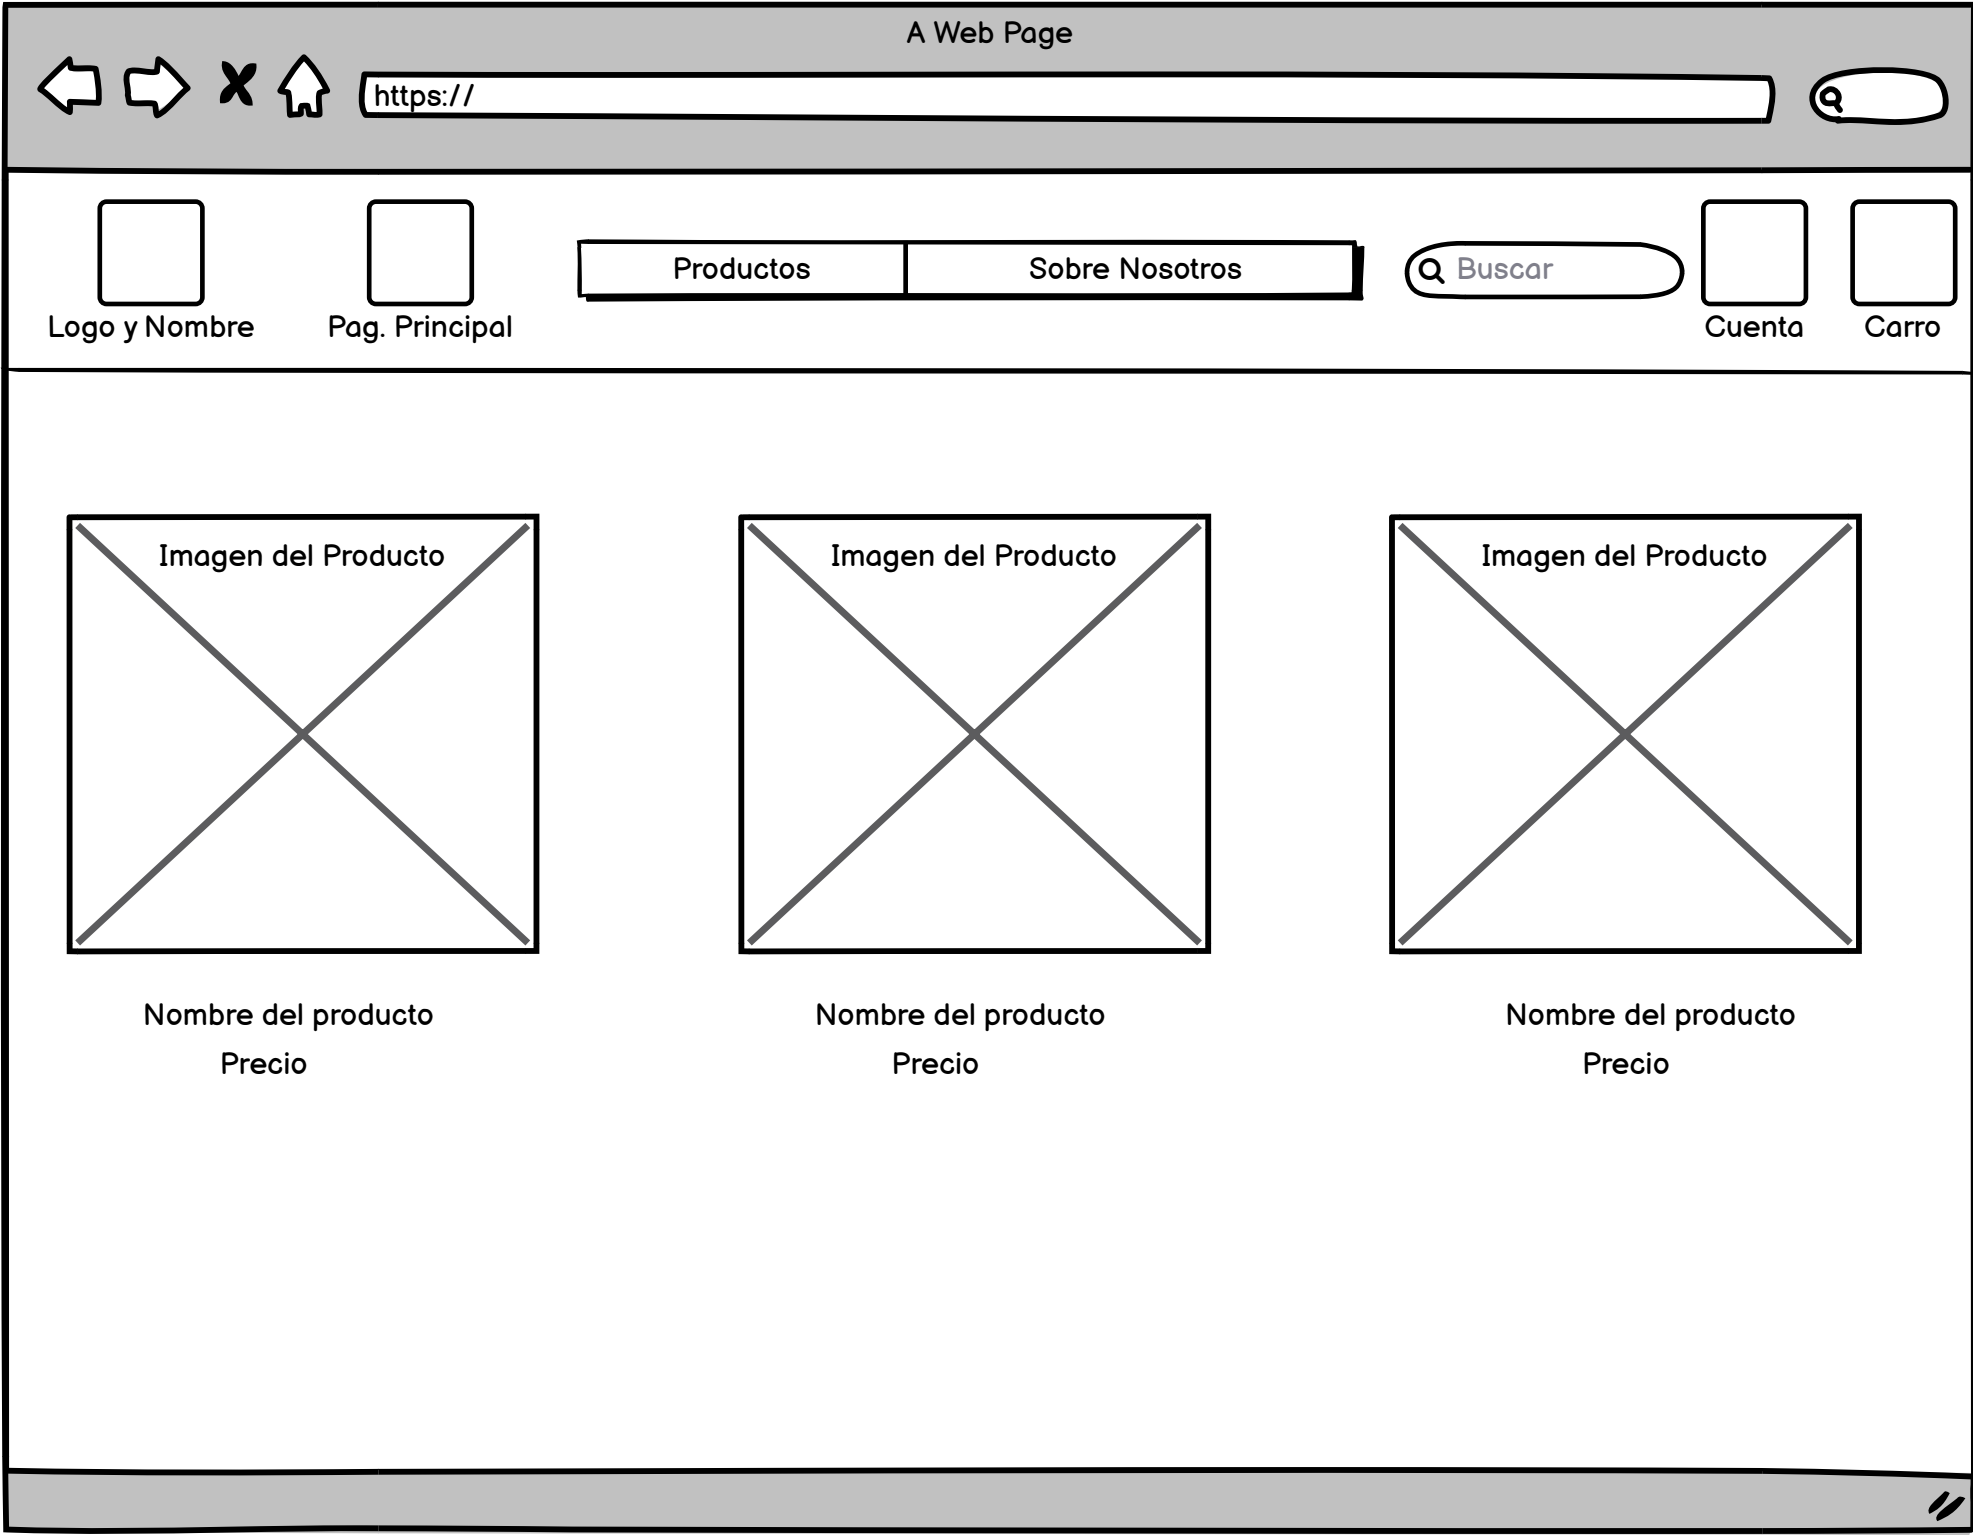 A Web Page
https://
Productos
Sobre Nosotros
Buscar
Logo y Nombre
Pag. Principal
Cuenta
Carro
Imagen del Producto
Imagen del Producto
Imagen del Producto
Nombre del producto
Nombre del producto
Nombre del producto
Precio
Precio
Precio